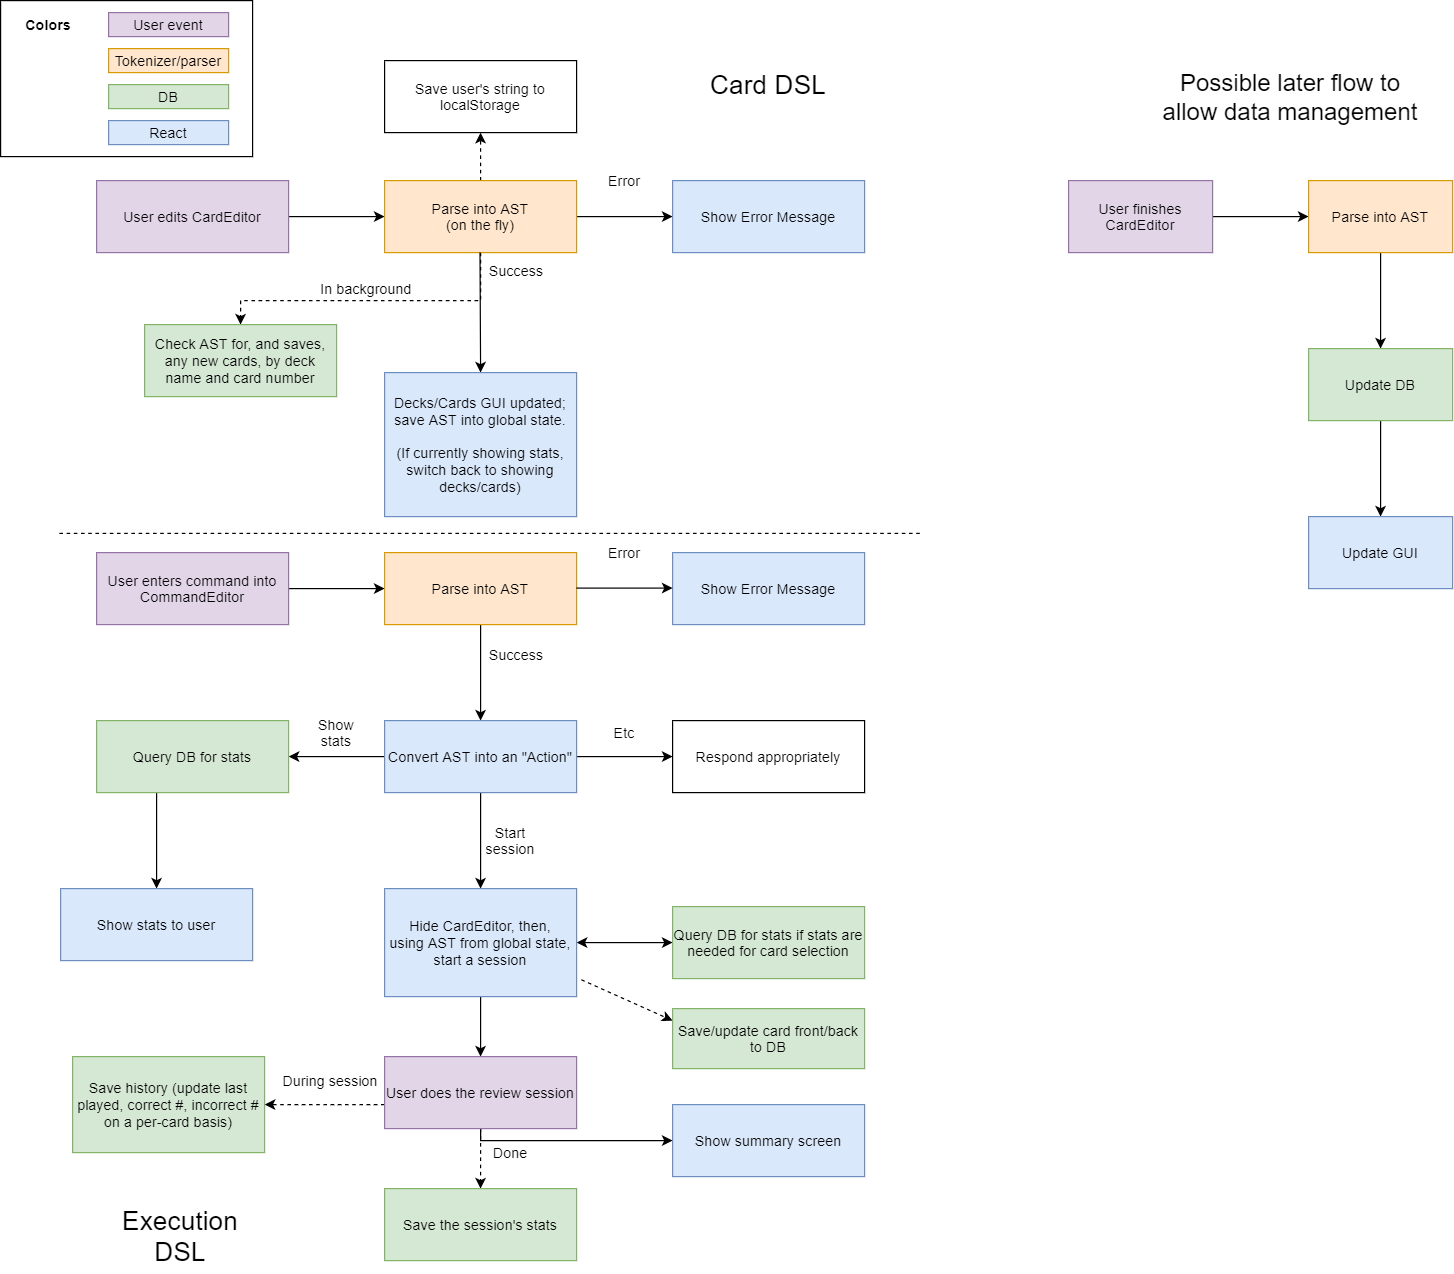 Colors
User event
Tokenizer/parser
DB
React
Card DSL
Save user's string to
localStorage
User edits CardEditor
Parse into AST
(on the fly)
Error
Show Error Message
Success
In background
Check AST for, and saves,
any new cards, by deck
name and card number
Decks/Cards GUI updated;
save AST into global state.
(If currently showing stats,
switch back to showing
decks/cards)
User enters command into
CommandEditor
Parse into AST
Error
Show Error Message
Success
Query DB for stats
Show
stats
Convert AST into an "Action"
Etc
Respond appropriately
Start
session
Show stats to user
Hide CardEditor, then,
using AST from global state,
start a session
Query DB for stats if stats are
needed for card selection
Save/update card front/back
to DB
Save history (update last
played, correct #, incorrect #
on a per-card basis)
During session
User does the review session
Show summary screen
Done
Save the session's stats
Execution
DSL
Possible later flow to
allow data management
User finishes
CardEditor
Parse into AST
Update DB
Update GUI